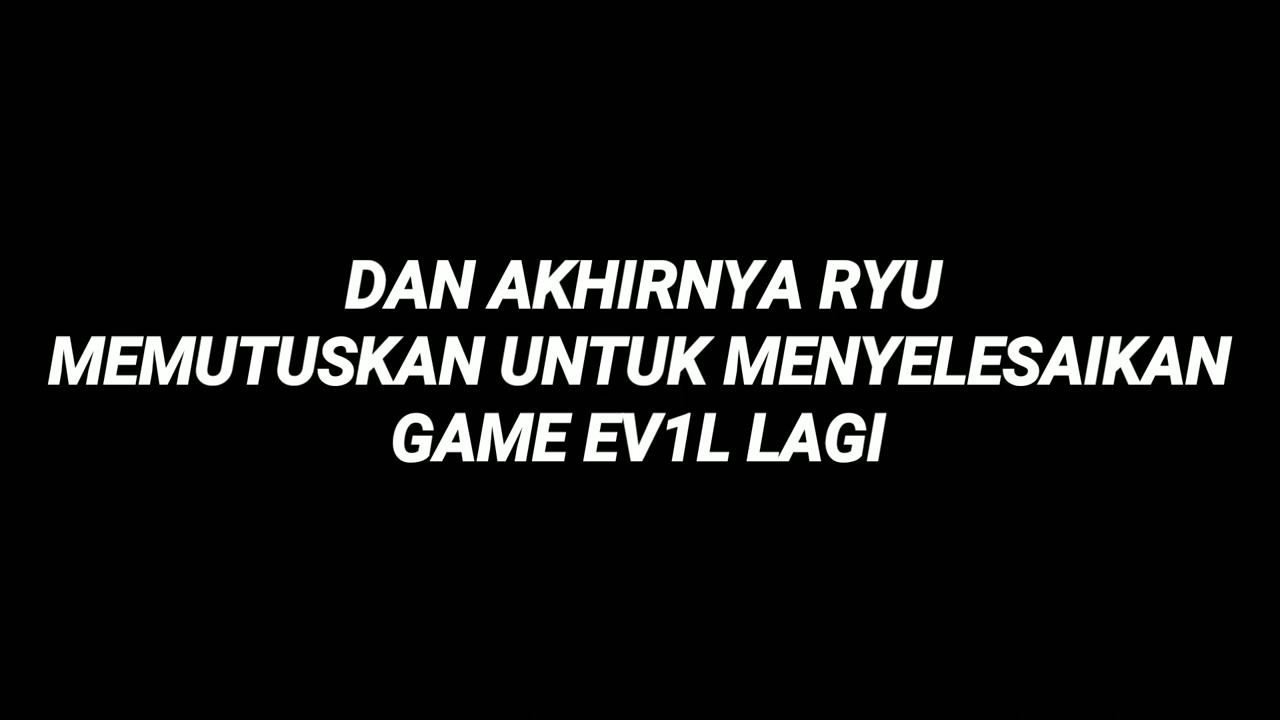 DAN AKHIRNYA RYU
MEMUTUSKAN UNTUK MENYELESAIKAN
GAME EV1L LAGI